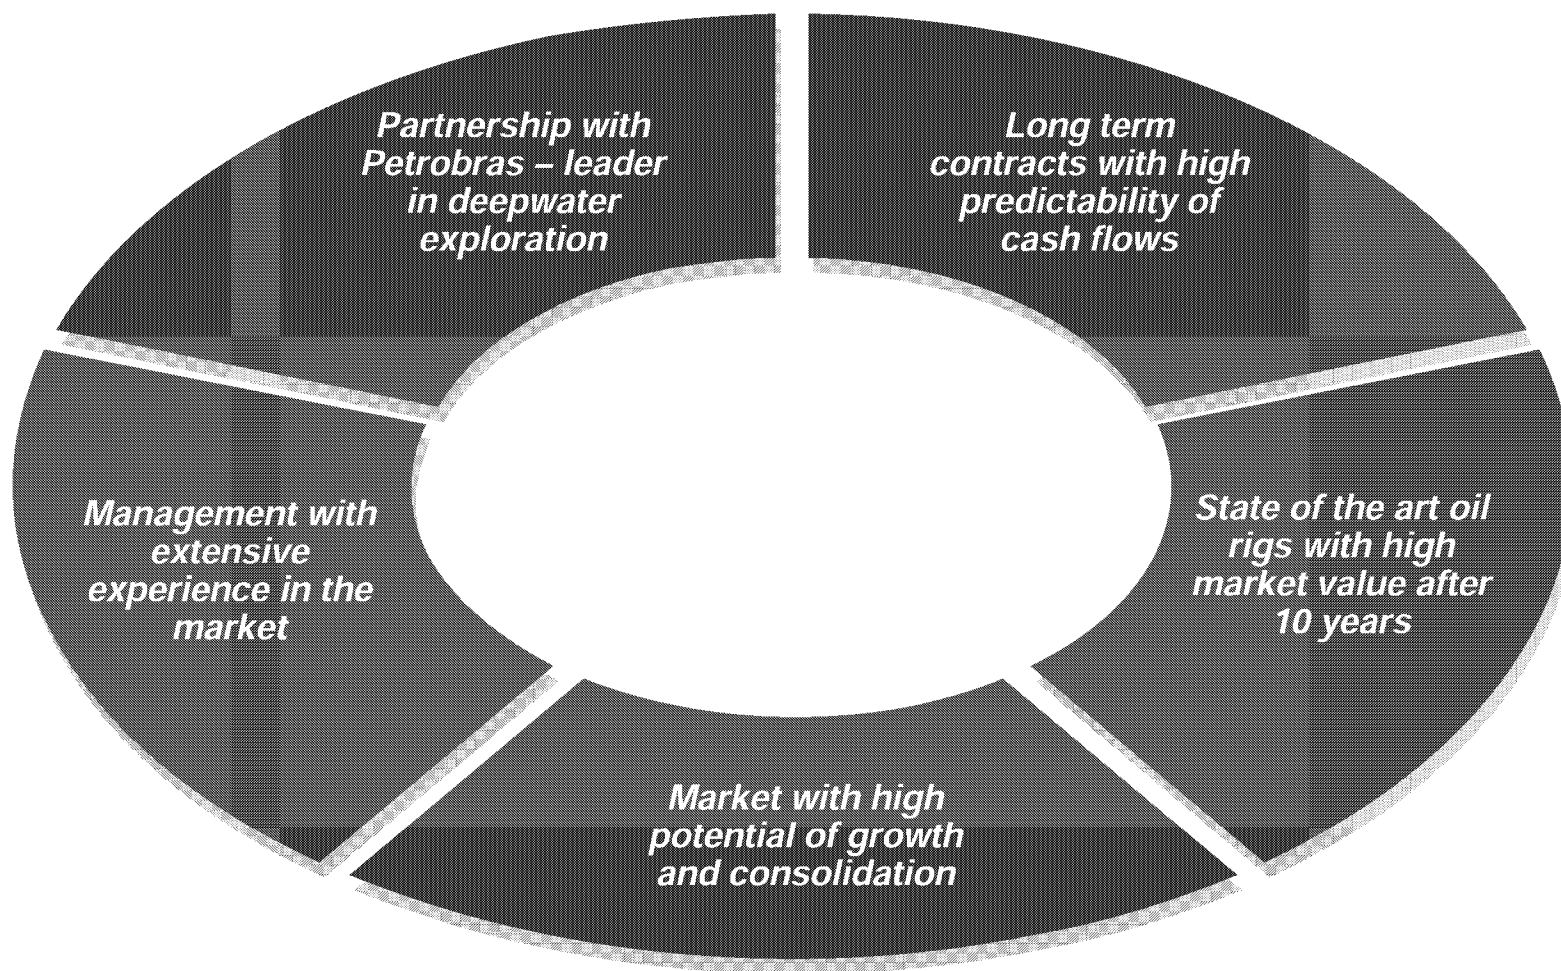 Partnership with
Petrobras – leader
in deepwater
exploration
Long term
contracts with high
predictability of
cash flows
Management with
extensive
experience in the
market
State of the art oil
rigs with high
market value after
10 years
Market with high
potential of growth
and consolidation